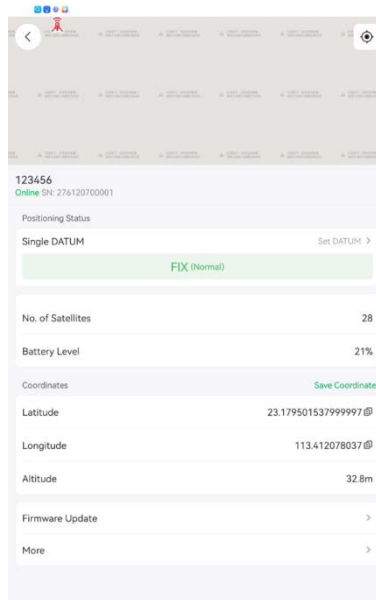 123456
Online SN: 276120700001
Positioning Status
Single DATUM Set DATUM >
FIX (Normal)
No. of Satellites 28
Battery Level 21%
Coordinates Save Coordinate
Latitude 23.179501537999997
Longitude 113.412078037
Altitude 32.8m
Firmware Update >
More >